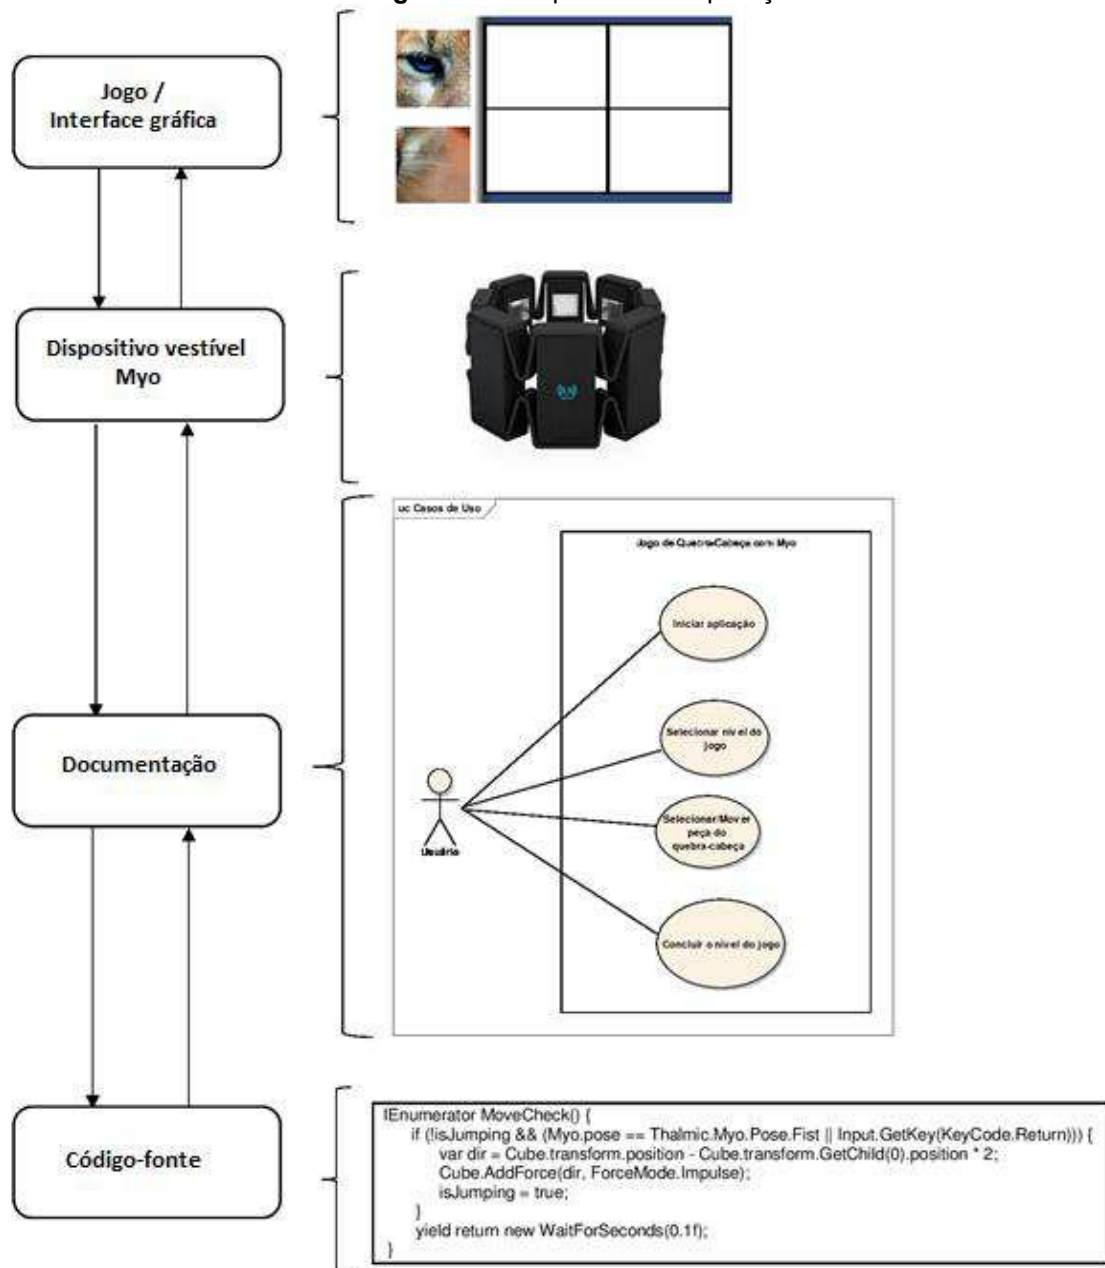 Jogo /
Interface gráfica
Dispositivo vestível
Myo
uc Casos de Uso
Jogo de Quebra-Cabeça com Myo
Iniciar aplicação
Selecionar nível do
jogo
Selecionar/Mover
peça do
quebra-cabeça
Usuário
Concluir o nível do jogo
Documentação
Código-fonte
IEnumerator MoveCheck() {
if (!isJumping && (Myo.pose == Thalmic.Myo.Pose.Fist || Input.GetKey(KeyCode.Return))) {
var dir = Cube.transform.position - Cube.transform.GetChild(0).position * 2;
Cube.AddForce(dir, ForceMode.Impulse);
isJumping = true;
}
yield return new WaitForSeconds(0.1f);
}